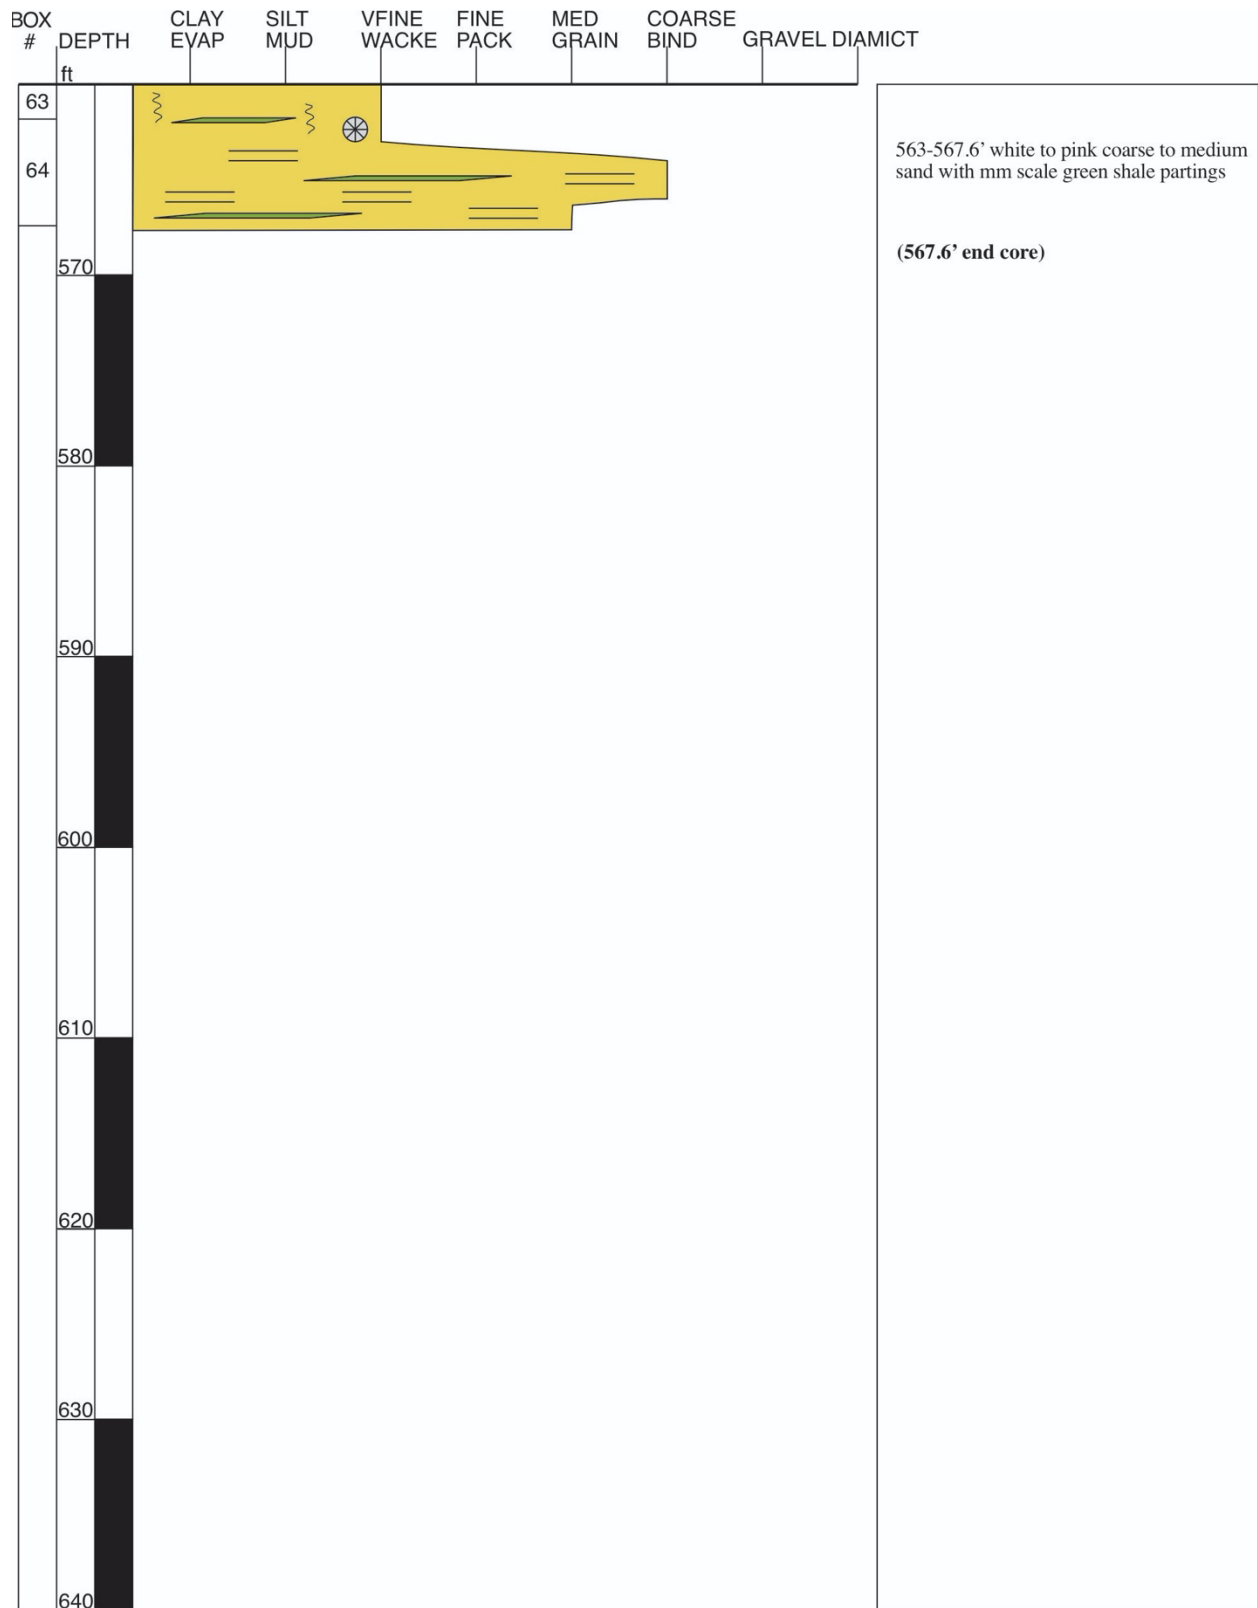 BOX CLAY SILT VFINE FINE MED COARSE
# DEPTH EVAP MUD WACKE PACK GRAIN BIND GRAVEL DIAMICT
ft
63
64
563-567.6’ white to pink coarse to medium
sand with mm scale green shale partings
(567.6’ end core)
570
580
590
600
610
620
630
640